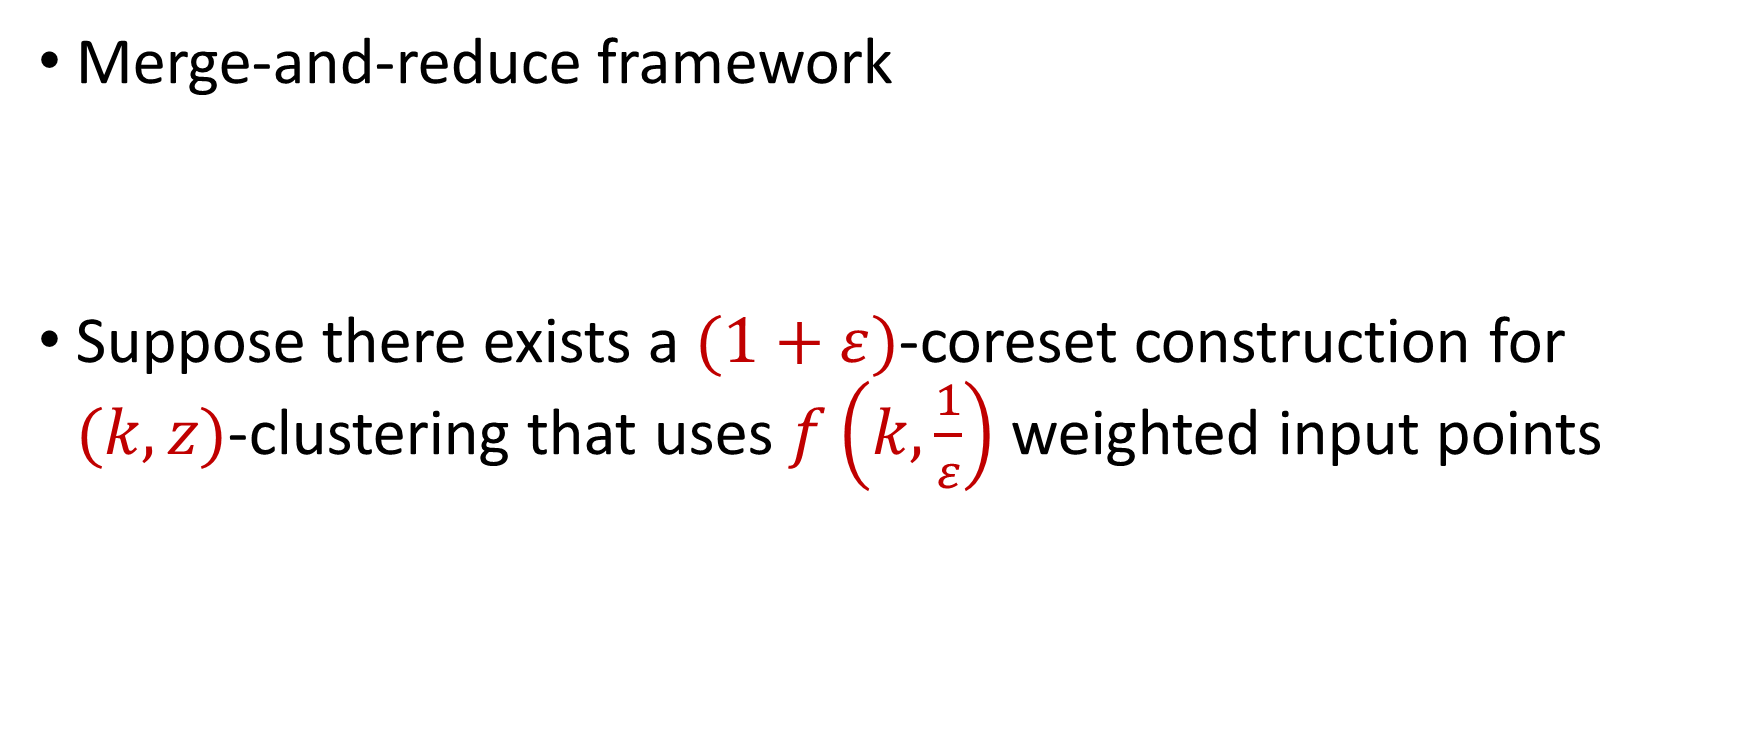 • Merge-and-reduce framework
• Suppose there exists a (1 + ε)-coreset construction for
(k, z)-clustering that uses f(k, 1/ε) weighted input points